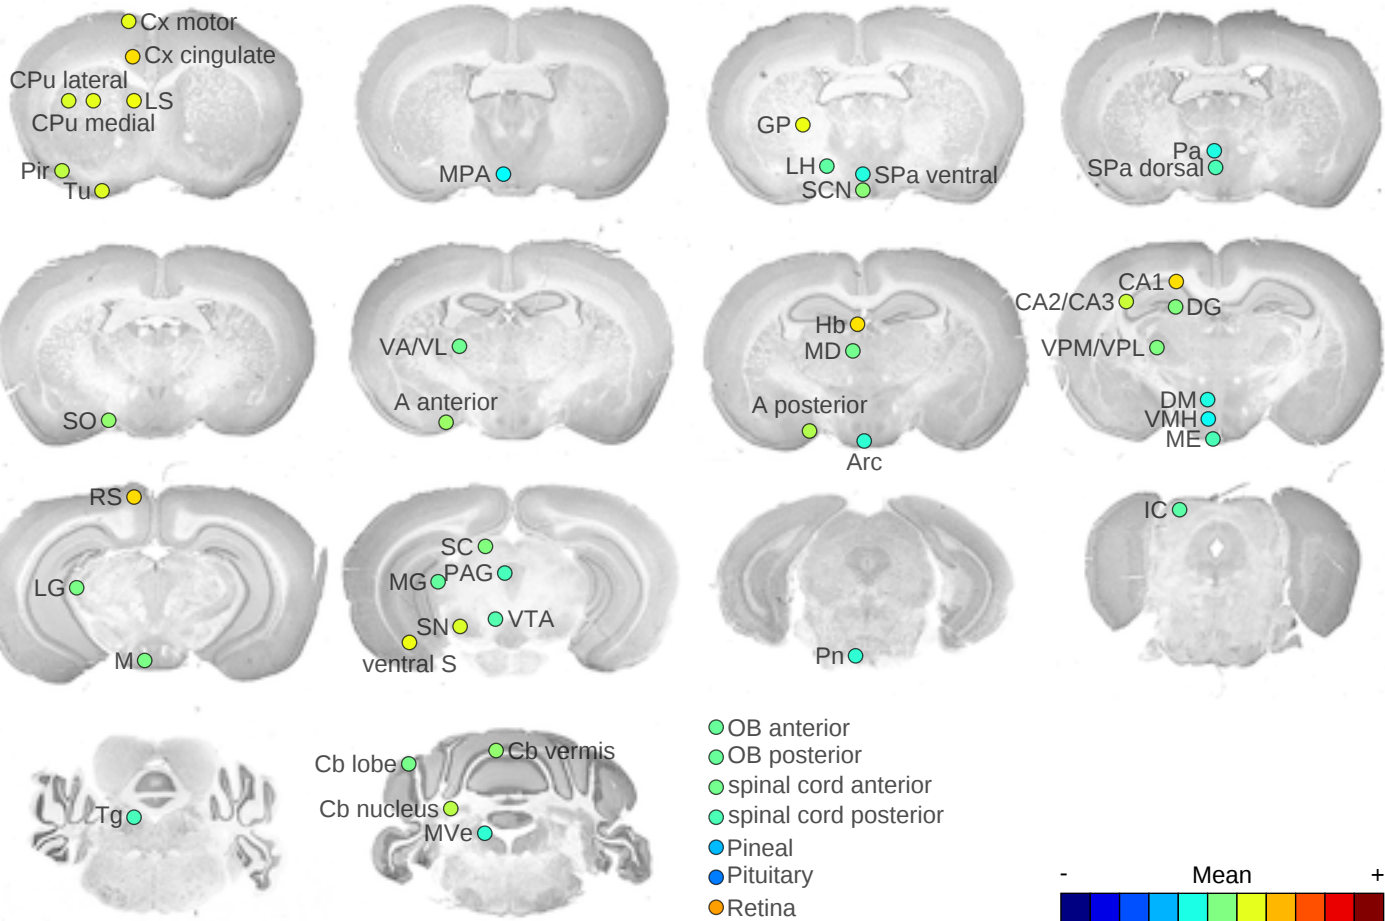 Cx motor
Cx cingulate
CPu lateral
LS
CPu medial
Pir
Tu
MPA
GP
LH
SPa ventral
SCN
Pa
SPa dorsal
SO
VA/VL
A anterior
Hb
MD
A posterior
Arc
CA1
CA2/CA3
DG
VPM/VPL
DM
VMH
ME
RS
LG
M
SC
MG
PAG
SN
VTA
ventral S
Pn
IC
Tg
Cb lobe
Cb vermis
Cb nucleus
MVe
OB anterior
OB posterior
spinal cord anterior
spinal cord posterior
Pineal
Pituitary
Retina
- Mean +